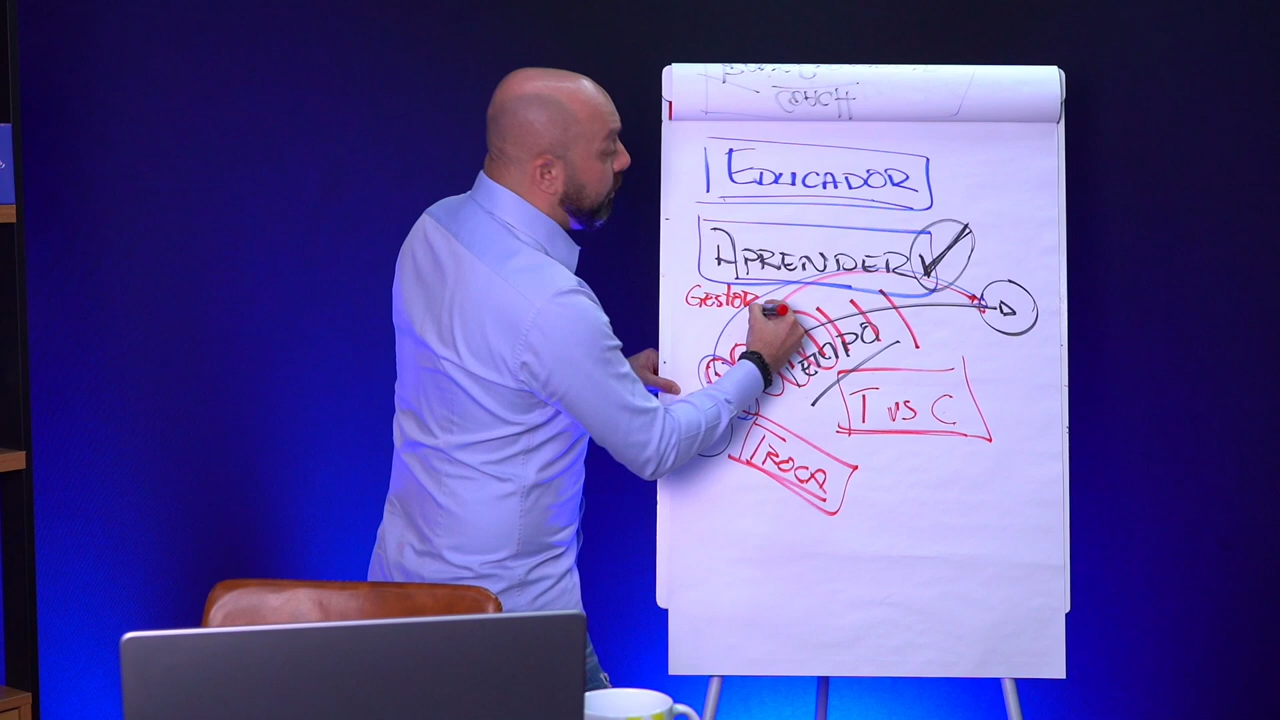 COACH
EDUCADOR
APRENDER
GESTOR
TEMPO
T vs C
TROCA